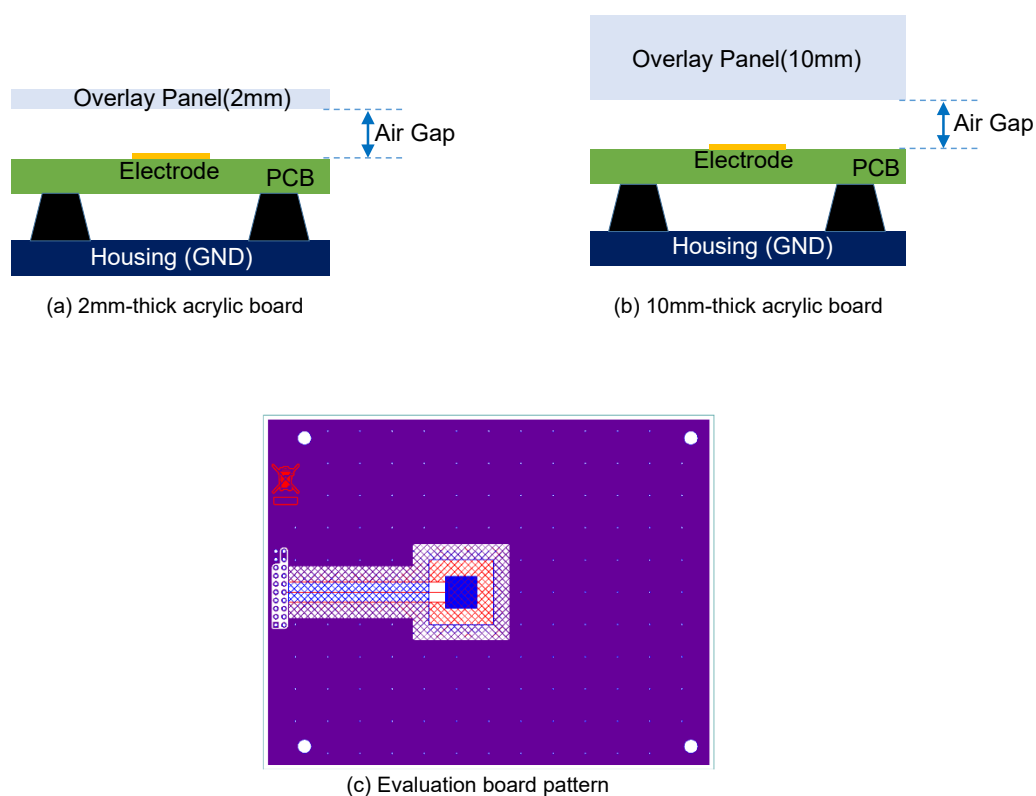 Overlay Panel(2mm)
Air Gap
Electrode
PCB
Housing (GND)
(a) 2mm-thick acrylic board
Overlay Panel(10mm)
Air Gap
Electrode
PCB
Housing (GND)
(b) 10mm-thick acrylic board
(c) Evaluation board pattern